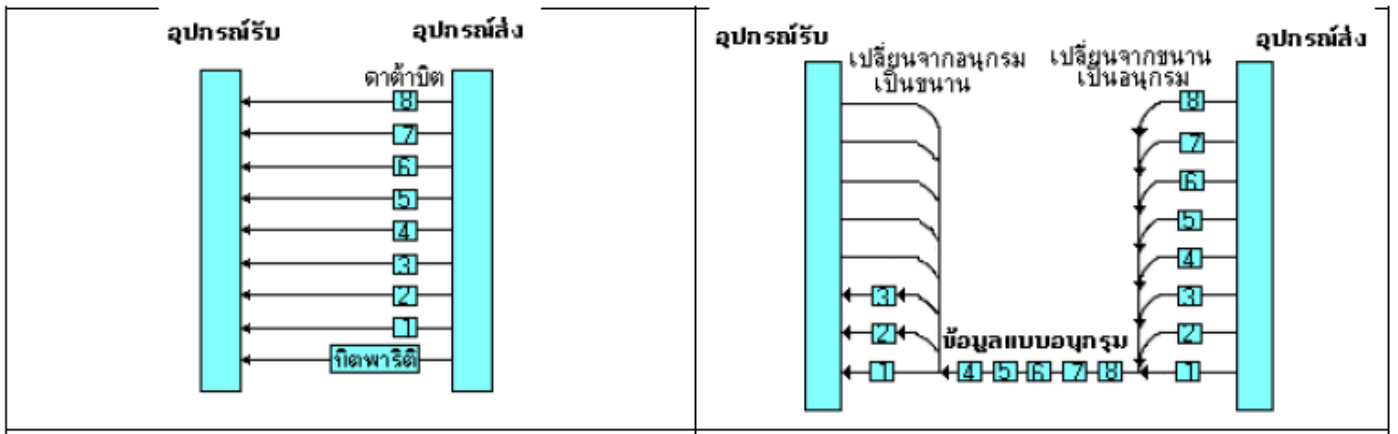 อุปกรณ์รับ
อุปกรณ์ส่ง
ดาต้าบิต
8
7
6
5
4
3
2
1
บิตพาริตี
อุปกรณ์รับ
อุปกรณ์ส่ง
เปลี่ยนจากอนุกรม
เป็นขนาน
เปลี่ยนจากขนาน
เป็นอนุกรม
8
7
6
5
4
3
2
1
3
2
1
ข้อมูลแบบอนุกรม
4 5 6 7 8